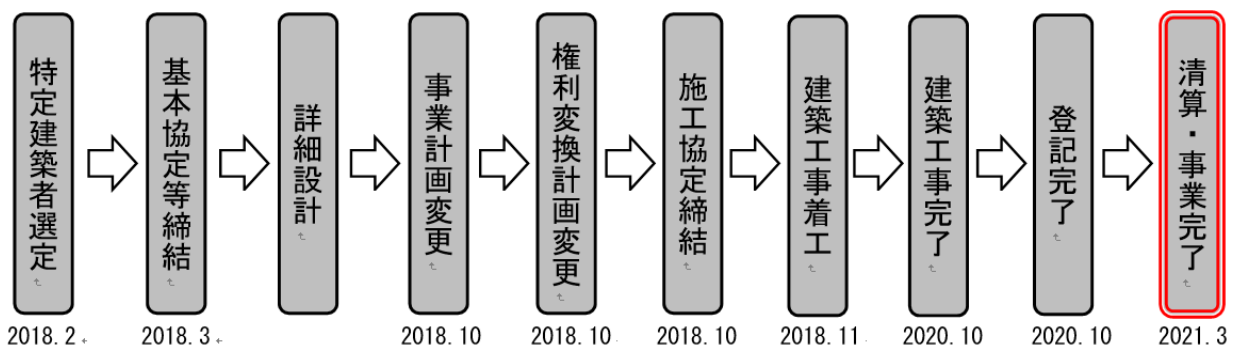 特定建築者選定
2018.2
基本協定等締結
2018.3
詳細設計
事業計画変更
2018.10
権利変換計画変更
2018.10
施工協定締結
2018.10
建築工事着工
2018.11
建築工事完了
2020.10
登記完了
2020.10
清算・事業完了
2021.3